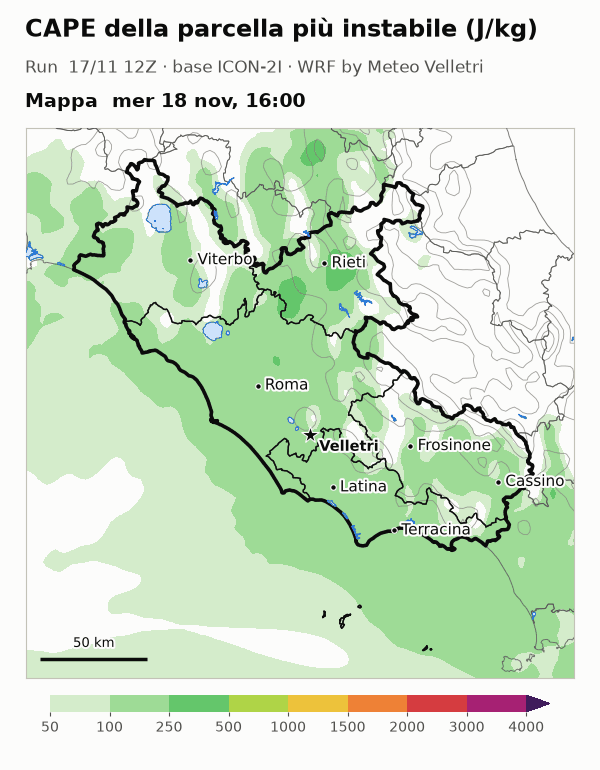 CAPE della parcella più instabile (J/kg)
Run  17/11 12Z · base ICON-2I · WRF by Meteo Velletri
Mappa  mer 18 nov, 16:00
Viterbo
Rieti
Roma
Velletri
Frosinone
Cassino
Latina
Terracina
50 km
50 100 250 500 1000 1500 2000 3000 4000